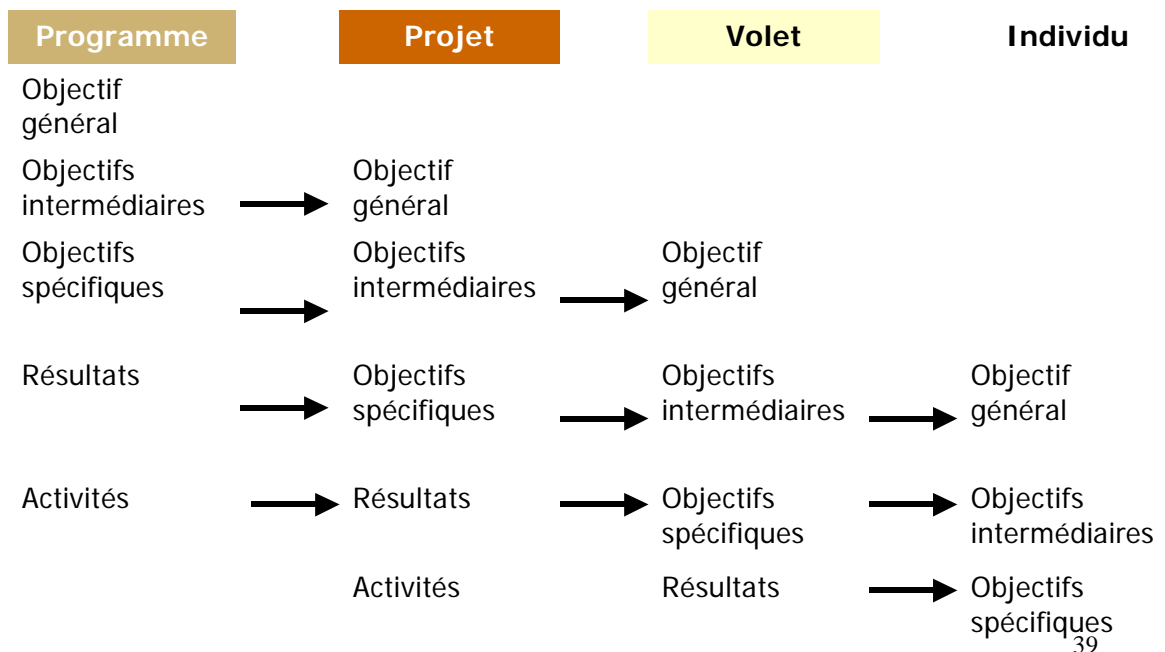 Programme Projet Volet Individu
Objectif
général
Objectifs Objectif
intermédiaires général
Objectifs Objectifs Objectif
spécifiques intermédiaires général
Résultats Objectifs Objectifs Objectif
spécifiques intermédiaires général
Activités Résultats Objectifs Objectifs
spécifiques intermédiaires
Activités Résultats Objectifs
spécifiques
39